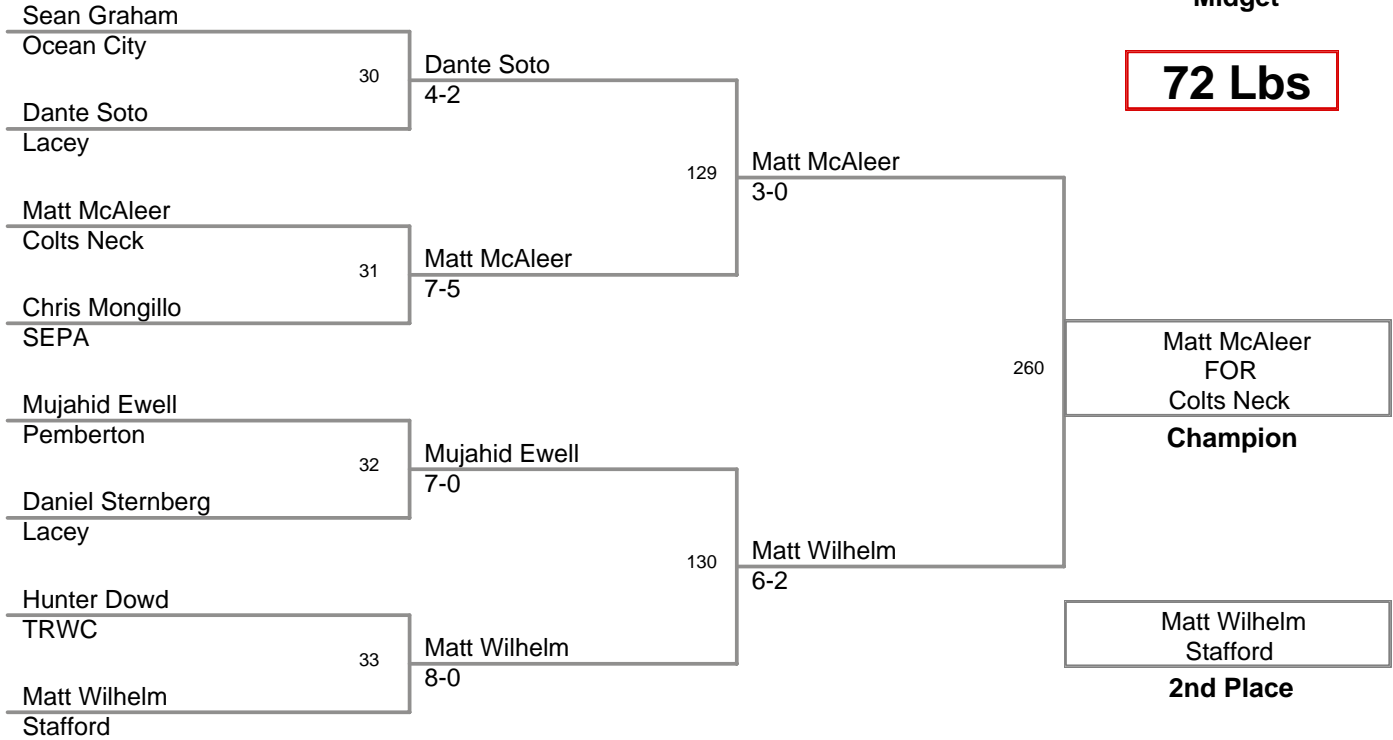 Midget
72 Lbs
Sean Graham
Ocean City
30
Dante Soto
Lacey
Dante Soto
4-2
Matt McAleer
Colts Neck
31
Chris Mongillo
SEPA
Matt McAleer
7-5
129
Matt McAleer
3-0
Mujahid Ewell
Pemberton
32
Daniel Sternberg
Lacey
Mujahid Ewell
7-0
Hunter Dowd
TRWC
33
Matt Wilhelm
Stafford
Matt Wilhelm
8-0
130
Matt Wilhelm
6-2
260
Matt McAleer
FOR
Colts Neck
Champion
Matt Wilhelm
Stafford
2nd Place